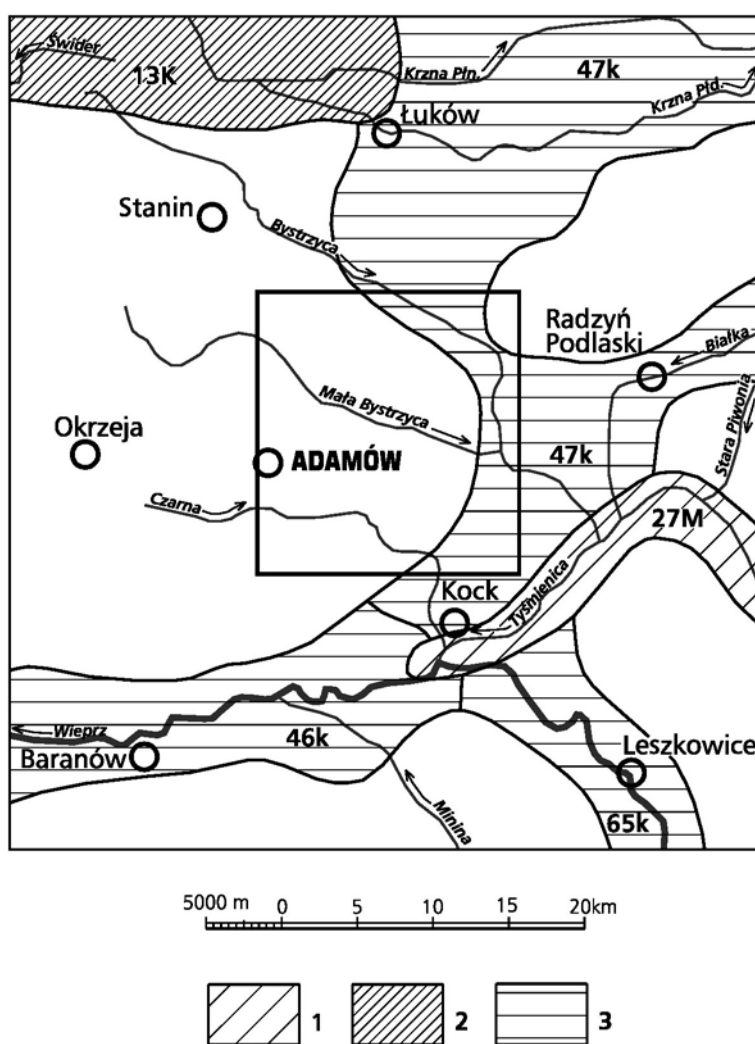 Świder
13K
Krzna Płn.
47k
Krzna Płd.
Łuków
Stanin
Bystrzyca
Radzyń
Podlaski
Białka
Mała Bystrzyca
Stara Piwonia
Okrzeja
ADAMÓW
47k
Czarna
27M
Kock
Tyśmienica
Wieprz
46k
Baranów
Leszkowice
Minina
65k
5000 m 0 5 10 15 20km
1 2 3